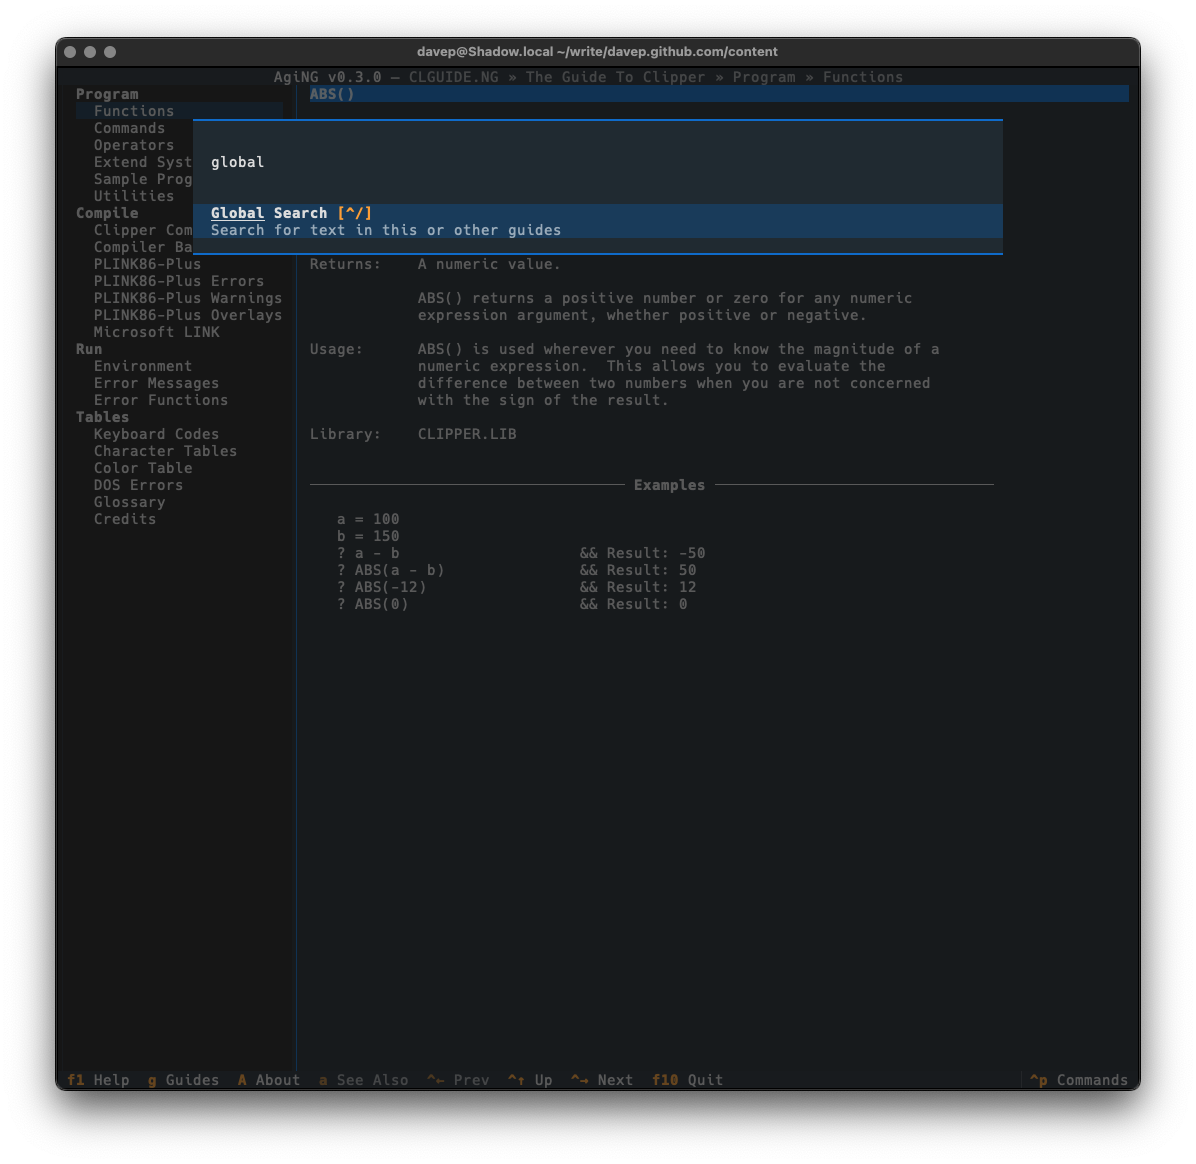 davep@Shadow.local ~/write/davep.github.com/content
AgiNG v0.3.0 — CLGUIDE.NG » The Guide To Clipper » Program » Functions
Program
Functions
Commands
Operators
Extend Syst
Sample Prog
Utilities
Compile
Clipper Com
Compiler Ba
PLINK86-Plus
PLINK86-Plus Errors
PLINK86-Plus Warnings
PLINK86-Plus Overlays
Microsoft LINK
Run
Environment
Error Messages
Error Functions
Tables
Keyboard Codes
Character Tables
Color Table
DOS Errors
Glossary
Credits
ABS()
global
Global Search [^/]
Search for text in this or other guides
Returns: A numeric value.
ABS() returns a positive number or zero for any numeric
expression argument, whether positive or negative.
Usage: ABS() is used wherever you need to know the magnitude of a
numeric expression. This allows you to evaluate the
difference between two numbers when you are not concerned
with the sign of the result.
Library: CLIPPER.LIB
Examples
a = 100
b = 150
? a - b && Result: -50
? ABS(a - b) && Result: 50
? ABS(-12) && Result: 12
? ABS(0) && Result: 0
f1 Help g Guides A About a See Also ^← Prev ^↑ Up ^→ Next f10 Quit ^p Commands